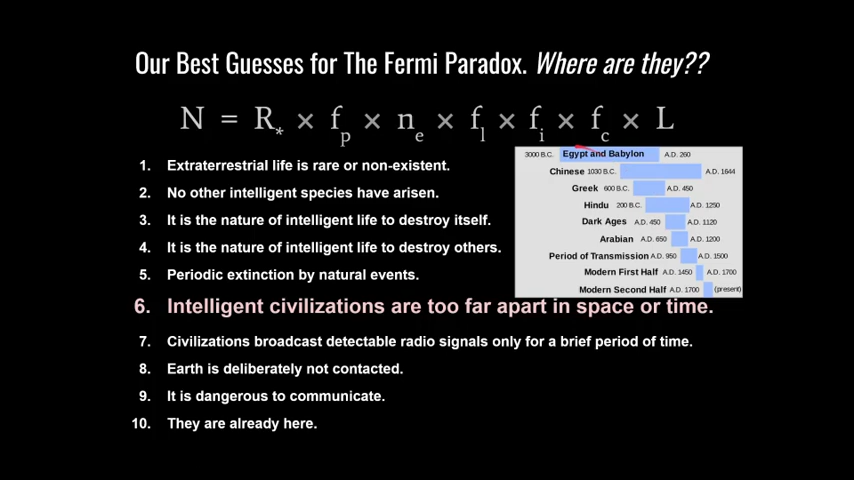 Our Best Guesses for The Fermi Paradox. Where are they??
N = R* × fp × ne × fl × fi × fc × L
1. Extraterrestrial life is rare or non-existent.
2. No other intelligent species have arisen.
3. It is the nature of intelligent life to destroy itself.
4. It is the nature of intelligent life to destroy others.
5. Periodic extinction by natural events.
6. Intelligent civilizations are too far apart in space or time.
7. Civilizations broadcast detectable radio signals only for a brief period of time.
8. Earth is deliberately not contacted.
9. It is dangerous to communicate.
10. They are already here.
3000 B.C. Egypt and Babylon A.D. 260
Chinese 1030 B.C. A.D. 1644
Greek 600 B.C. A.D. 450
Hindu 200 B.C. A.D. 1250
Dark Ages A.D. 450 A.D. 1120
Arabian A.D. 650 A.D. 1200
Period of Transmission A.D. 950 A.D. 1500
Modern First Half A.D. 1450 A.D. 1700
Modern Second Half A.D. 1700 (present)